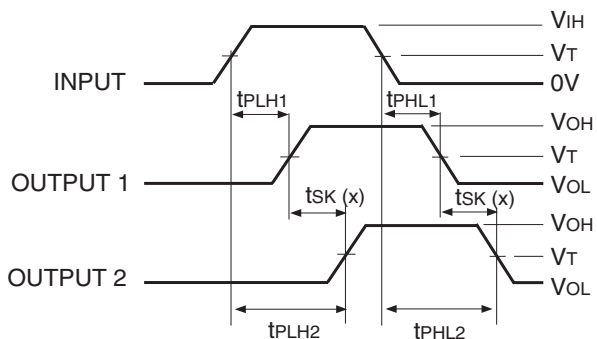 VIH
VT
INPUT 0V
tPLH1 tPHL1
VOH
VT
OUTPUT 1 VOL
tSK (x) tSK (x)
VOH
VT
OUTPUT 2 VOL
tPLH2 tPHL2